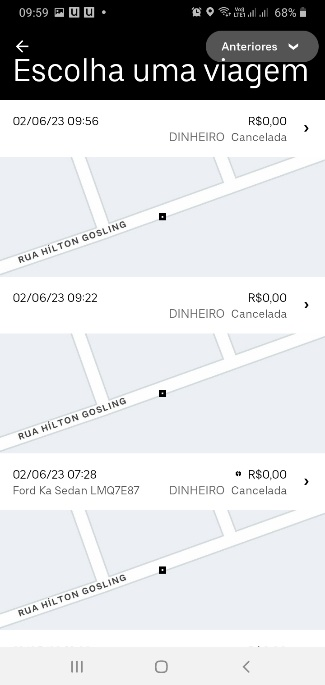 09:59 68%
Anteriores
Escolha uma viagem
02/06/23 09:56 R$0,00
DINHEIRO Cancelada
RUA HÍLTON GOSLING
02/06/23 09:22 R$0,00
DINHEIRO Cancelada
RUA HÍLTON GOSLING
02/06/23 07:28 R$0,00
Ford Ka Sedan LMQ7E87 DINHEIRO Cancelada
RUA HÍLTON GOSLING